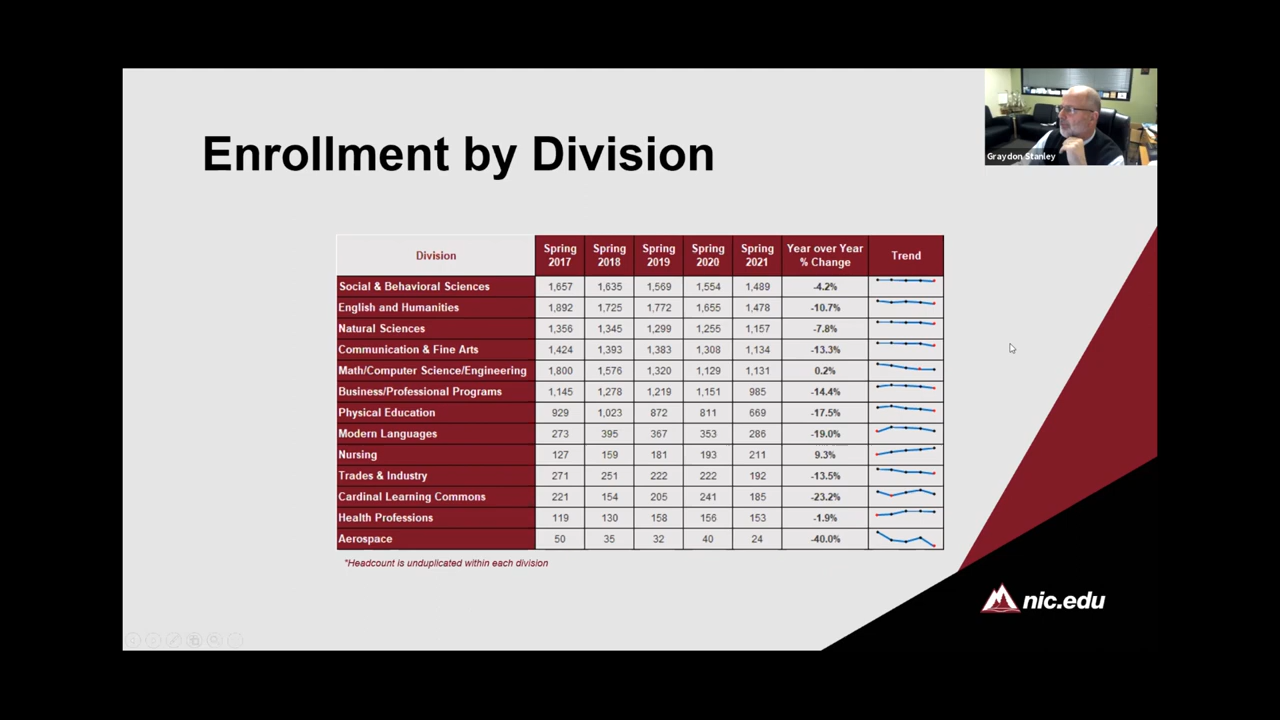 Graydon Stanley
Enrollment by Division
Division Spring 2017 Spring 2018 Spring 2019 Spring 2020 Spring 2021 Year over Year % Change Trend
Social & Behavioral Sciences 1,657 1,635 1,569 1,554 1,489 -4.2%
English and Humanities 1,892 1,725 1,772 1,655 1,478 -10.7%
Natural Sciences 1,356 1,345 1,299 1,255 1,157 -7.8%
Communication & Fine Arts 1,424 1,393 1,383 1,308 1,134 -13.3%
Math/Computer Science/Engineering 1,800 1,576 1,320 1,129 1,131 0.2%
Business/Professional Programs 1,145 1,278 1,219 1,151 985 -14.4%
Physical Education 929 1,023 872 811 669 -17.5%
Modern Languages 273 395 367 353 286 -19.0%
Nursing 127 159 181 193 211 9.3%
Trades & Industry 271 251 222 222 192 -13.5%
Cardinal Learning Commons 221 154 205 241 185 -23.2%
Health Professions 119 130 158 156 153 -1.9%
Aerospace 50 35 32 40 24 -40.0%
*Headcount is unduplicated within each division
nic.edu